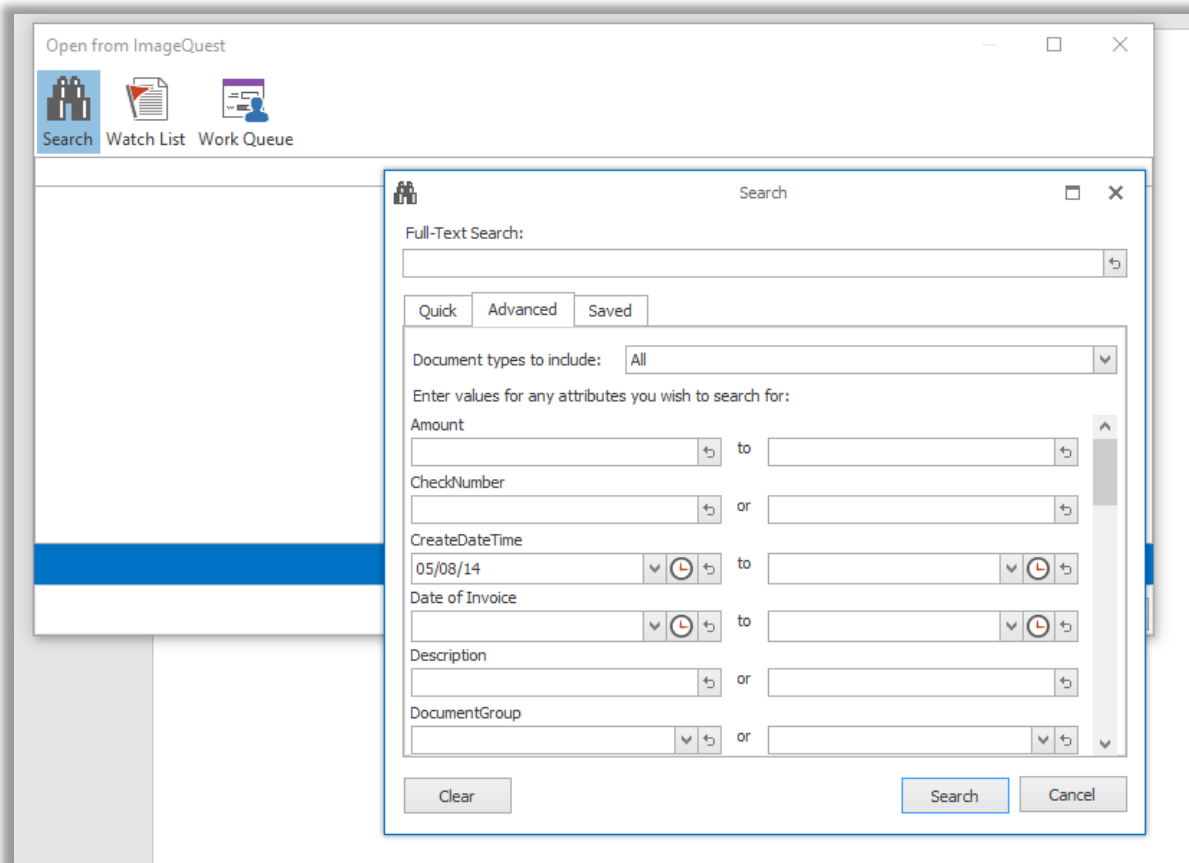 Open from ImageQuest
Search Watch List Work Queue
Search
Full-Text Search:
Quick Advanced Saved
Document types to include: All
Enter values for any attributes you wish to search for:
Amount
to
CheckNumber
or
CreateDateTime
05/08/14 to
Date of Invoice
to
Description
or
DocumentGroup
or
Clear Search Cancel